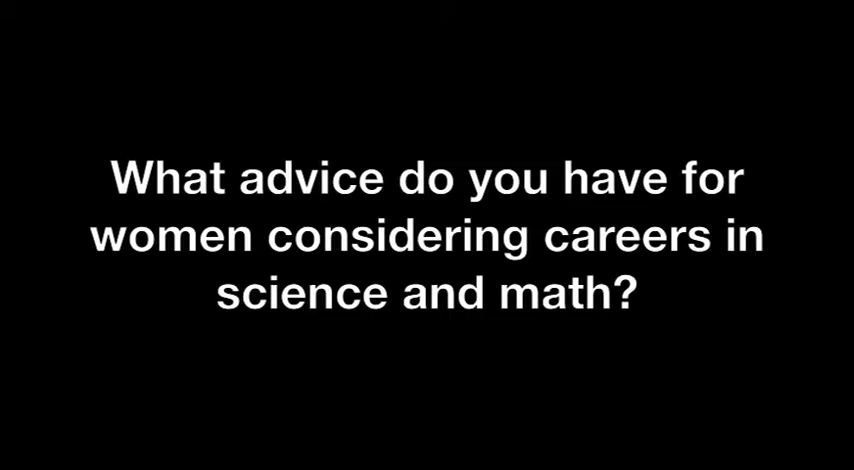 What advice do you have for
women considering careers in
science and math?